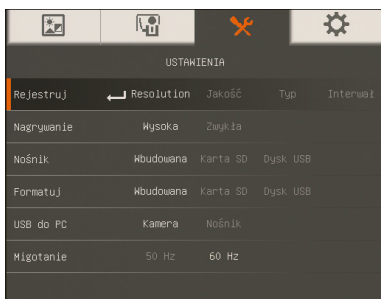 USTAWIENIA
Rejestruj Resolution Jakość Typ Interwał
Nagrywanie Wysoka Zwykła
Nośnik Wbudowana Karta SD Dysk USB
Formatuj Wbudowana Karta SD Dysk USB
USB do PC Kamera Nośnik
Migotanie 50 Hz 60 Hz